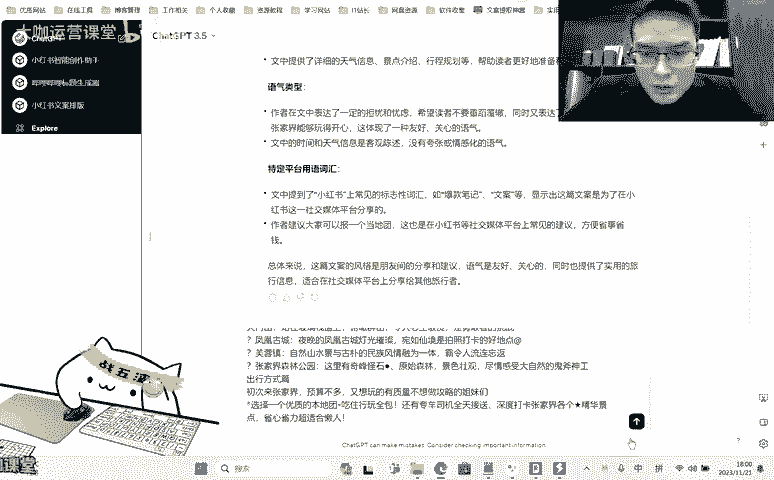 优惠网站 在线工具 博客管理 工作相关 个人收藏 资源教程 学习网站 IT站长 网盘资源 软件收集 文案提取神器
大咖运营课堂
ChatGPT
ChatGPT 3.5
小红书智能创作助手
小红书文案排版
Explore
• 文中提供了详细的天气信息、景点介绍、行程规划等，帮助读者更好地准备
语气类型：
• 作者在文中表达了一定的担忧和忧虑，希望读者不要重蹈覆辙，同时又表达了
张家界能够玩得开心，这体现了一种友好、关心的语气。
• 文中的时间和天气信息是客观陈述，没有夸张或情感化的语气。
特定平台用语词汇：
• 文中提到了“小红书”上常见的标志性词汇，如“爆款笔记”、“文案”等，显示出这篇文案是为了在小
红书这一社交媒体平台分享的。
• 作者建议大家可以报一个当地团，这也是在小红书等社交媒体平台上常见的建议，方便省事省
钱。
总体来说，这篇文案的风格是朋友间的分享和建议，语气是友好、关心的，同时也提供了实用的旅
行信息，适合在社交媒体平台上分享给其他旅行者。
? 凤凰古城：夜晚的凤凰古城灯光璀璨，宛如仙境是拍照打卡的好地点@
? 芙蓉镇：自然山水景与古朴的民族风情融为一体，霸令人流连忘返
? 张家界森林公园：这里有奇峰怪石●、原始森林，景色壮观，尽情感受大自然的鬼斧神工
出行方式篇
初次来张家界，预算不多，又想玩的有质量不想做攻略的姐妹们
*选择一个优质的本地团+吃住行玩全包！还有专车司机全天接送、深度打卡张家界各个★精华景
点，省心省力超适合懒人！
ChatGPT can make mistakes. Consider checking important information.
?
搜索
中 拼
18:00
2023/11/21